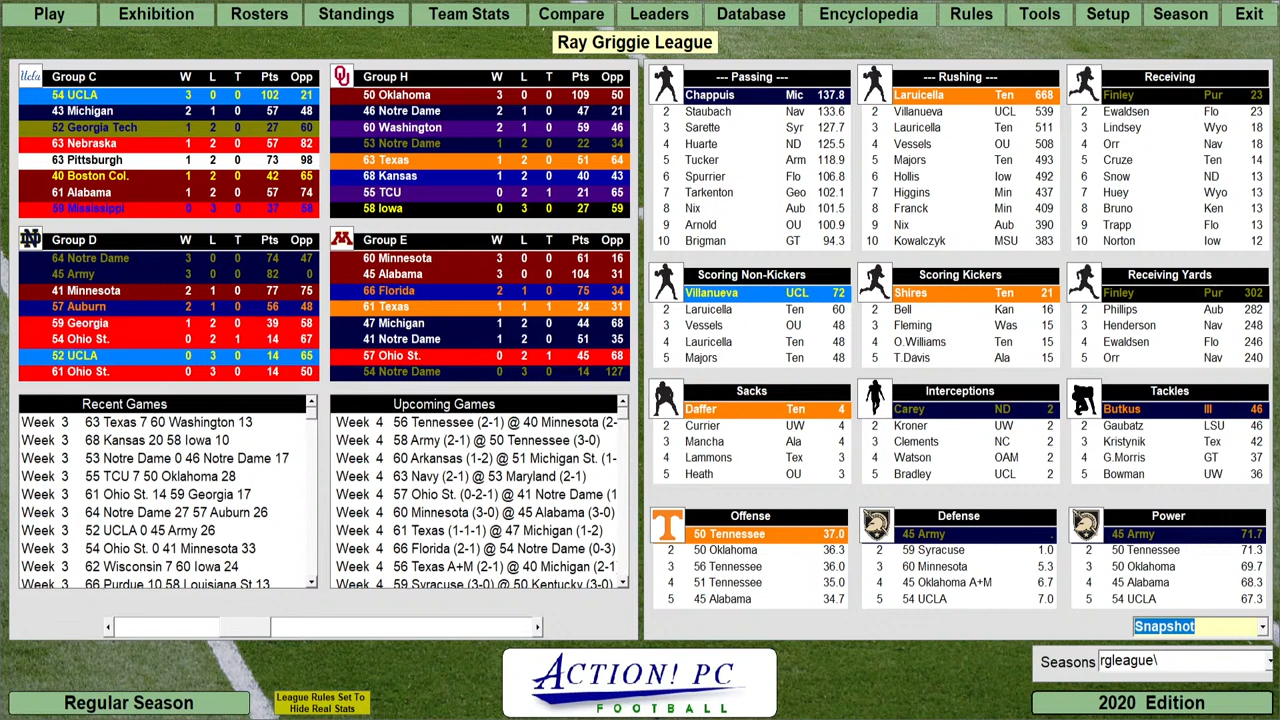 Play Exhibition Rosters Standings Team Stats Compare Leaders Database Encyclopedia Rules Tools Setup Season Exit
Ray Griggie League
Ucla Group C W L T Pts Opp
54 UCLA 3 0 0 102 21
43 Michigan 2 1 0 57 48
52 Georgia Tech 1 2 0 27 60
63 Nebraska 1 2 0 57 82
63 Pittsburgh 1 2 0 73 98
40 Boston Col. 1 2 0 42 65
61 Alabama 1 2 0 57 74
59 Mississippi 0 3 0 37 58
Group H W L T Pts Opp
50 Oklahoma 3 0 0 109 50
46 Notre Dame 2 1 0 47 21
60 Washington 2 1 0 59 46
53 Notre Dame 1 2 0 22 34
63 Texas 1 2 0 51 64
68 Kansas 1 2 0 40 43
55 TCU 0 2 1 21 65
58 Iowa 0 3 0 27 59
Group D W L T Pts Opp
64 Notre Dame 3 0 0 74 47
45 Army 3 0 0 82 0
41 Minnesota 2 1 0 77 75
57 Auburn 2 1 0 56 48
59 Georgia 1 2 0 39 58
54 Ohio St. 0 2 1 14 67
52 UCLA 0 3 0 14 65
61 Ohio St. 0 3 0 14 50
Group E W L T Pts Opp
60 Minnesota 3 0 0 61 16
45 Alabama 3 0 0 104 31
66 Florida 2 1 0 75 34
61 Texas 1 1 1 24 31
47 Michigan 1 2 0 44 68
41 Notre Dame 1 2 0 51 35
57 Ohio St. 0 2 1 45 68
54 Notre Dame 0 3 0 14 127
Recent Games
Week 3 63 Texas 7 60 Washington 13
Week 3 68 Kansas 20 58 Iowa 10
Week 3 53 Notre Dame 0 46 Notre Dame 17
Week 3 55 TCU 7 50 Oklahoma 28
Week 3 61 Ohio St. 14 59 Georgia 17
Week 3 64 Notre Dame 27 57 Auburn 26
Week 3 52 UCLA 0 45 Army 26
Week 3 54 Ohio St. 0 41 Minnesota 33
Week 3 62 Wisconsin 7 60 Iowa 24
Week 3 66 Purdue 10 58 Louisiana St 13
Upcoming Games
Week 4 56 Tennessee (2-1) @ 40 Minnesota (2-
Week 4 58 Army (2-1) @ 50 Tennessee (3-0)
Week 4 60 Arkansas (1-2) @ 51 Michigan St. (1-
Week 4 63 Navy (2-1) @ 53 Maryland (2-1)
Week 4 57 Ohio St. (0-2-1) @ 41 Notre Dame (1
Week 4 60 Minnesota (3-0) @ 45 Alabama (3-0)
Week 4 61 Texas (1-1-1) @ 47 Michigan (1-2)
Week 4 66 Florida (2-1) @ 54 Notre Dame (0-3)
Week 4 56 Texas A+M (2-1) @ 40 Michigan (2-1
Week 4 59 Syracuse (3-0) @ 50 Kentucky (3-0)
--- Passing ---
Chappuis Mic 137.8
2 Staubach Nav 133.6
3 Sarette Syr 127.7
4 Huarte ND 125.5
5 Tucker Arm 118.9
6 Spurrier Flo 106.8
7 Tarkenton Geo 102.1
8 Nix Aub 101.5
9 Arnold OU 100.9
10 Brigman GT 94.3
--- Rushing ---
Laruicella Ten 668
2 Villanueva UCL 539
3 Lauricella Ten 511
4 Vessels OU 508
5 Majors Ten 493
6 Hollis Iow 492
7 Higgins Min 437
8 Franck Min 409
9 Nix Aub 390
10 Kowalczyk MSU 383
Receiving
Finley Pur 23
2 Ewaldsen Flo 23
3 Lindsey Wyo 18
4 Orr Nav 18
5 Cruze Ten 14
6 Snow ND 13
7 Huey Wyo 13
8 Bruno Ken 13
9 Trapp Flo 13
10 Norton Iow 12
Scoring Non-Kickers
Villanueva UCL 72
2 Laruicella Ten 60
3 Vessels OU 48
4 Lauricella Ten 48
5 Majors Ten 48
Scoring Kickers
Shires Ten 21
2 Bell Kan 16
3 Fleming Was 15
4 O.Williams Ten 15
5 T.Davis Ala 15
Receiving Yards
Finley Pur 302
2 Phillips Aub 282
3 Henderson Nav 248
4 Ewaldsen Flo 246
5 Orr Nav 240
Sacks
Daffer Ten 4
2 Currier UW 4
3 Mancha Ala 4
4 Lammons Tex 3
5 Heath OU 3
Interceptions
Carey ND 2
2 Kroner UW 2
3 Clements NC 2
4 Watson OAM 2
5 Bradley UCL 2
Tackles
Butkus Ill 46
2 Gaubatz LSU 46
3 Kristynik Tex 42
4 G.Morris GT 37
5 Bowman UW 36
Offense
50 Tennessee 37.0
2 50 Oklahoma 36.3
3 56 Tennessee 36.0
4 51 Tennessee 35.0
5 45 Alabama 34.7
Defense
45 Army .
2 59 Syracuse 1.0
3 60 Minnesota 5.3
4 45 Oklahoma A+M 6.7
5 54 UCLA 7.0
Power
45 Army 71.7
2 50 Tennessee 71.3
3 50 Oklahoma 69.7
4 45 Alabama 68.3
5 54 UCLA 67.3
Snapshot
Seasons rgleague\
Regular Season
League Rules Set To
Hide Real Stats
ACTION! PC
FOOTBALL
2020 Edition